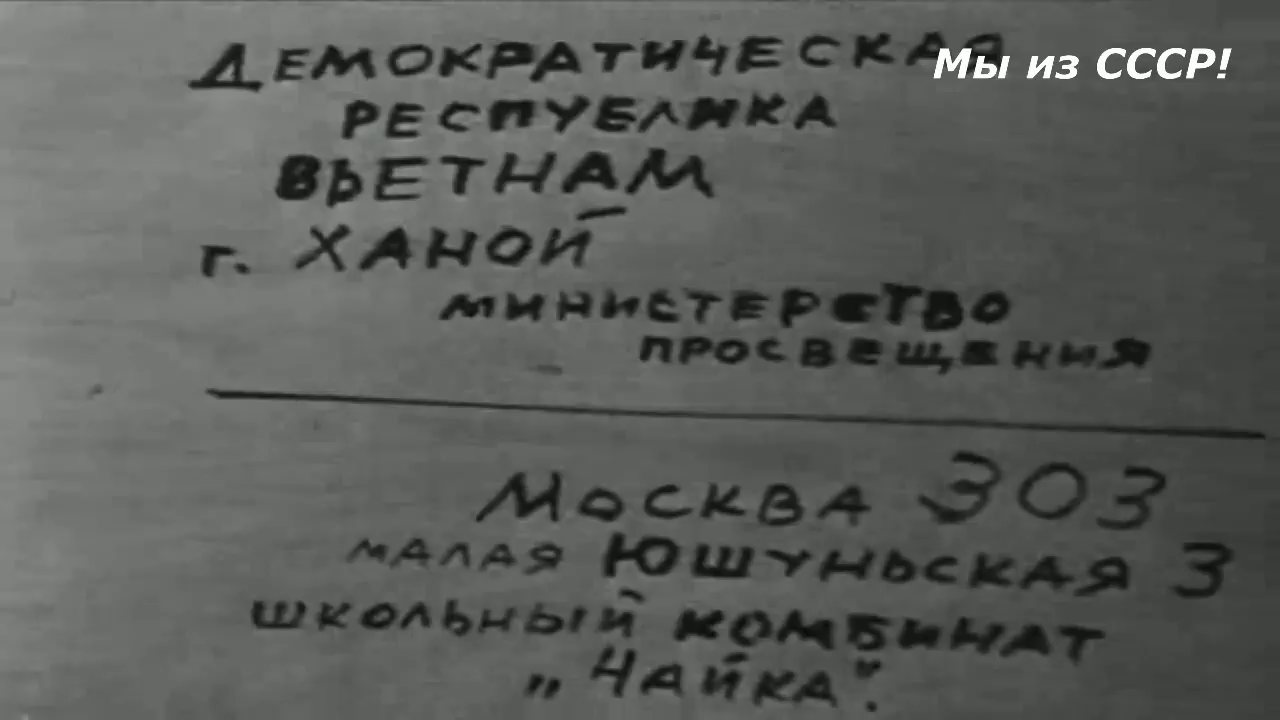 ДЕМОКРАТИЧЕСКАЯ
Мы из СССР!
РЕСПУБЛИКА
ВЬЕТНАМ
г. ХАНОЙ
МИНИСТЕРСТВО
ПРОСВЕЩЕНИЯ
МОСКВА 303
МАЛАЯ ЮШУНЬСКАЯ 3
ШКОЛЬНЫЙ КОМБИНАТ
„ЧАЙКА".